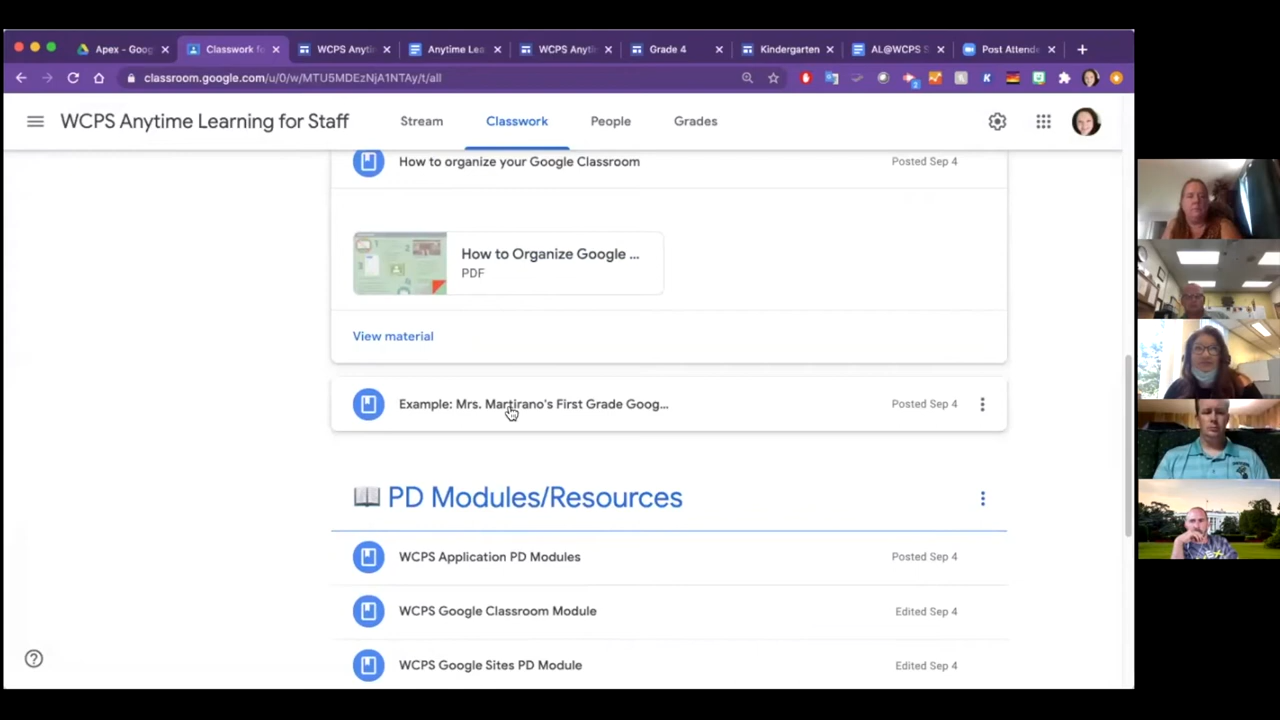 Apex - Goog
Classwork fo
WCPS Anyti
Anytime Lea
WCPS Anyti
Grade 4
Kindergarten
AL@WCPS S
Post Attende
classroom.google.com/u/0/w/MTU5MDEzNjA1NTAy/t/all
WCPS Anytime Learning for Staff
Stream
Classwork
People
Grades
How to organize your Google Classroom
Posted Sep 4
How to Organize Google ...
PDF
View material
Example: Mrs. Martirano's First Grade Goog...
Posted Sep 4
PD Modules/Resources
WCPS Application PD Modules
Posted Sep 4
WCPS Google Classroom Module
Edited Sep 4
WCPS Google Sites PD Module
Edited Sep 4